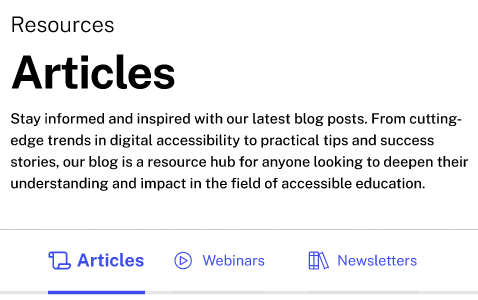 Resources
Articles
Stay informed and inspired with our latest blog posts. From cutting-
edge trends in digital accessibility to practical tips and success
stories, our blog is a resource hub for anyone looking to deepen their
understanding and impact in the field of accessible education.
Articles Webinars Newsletters